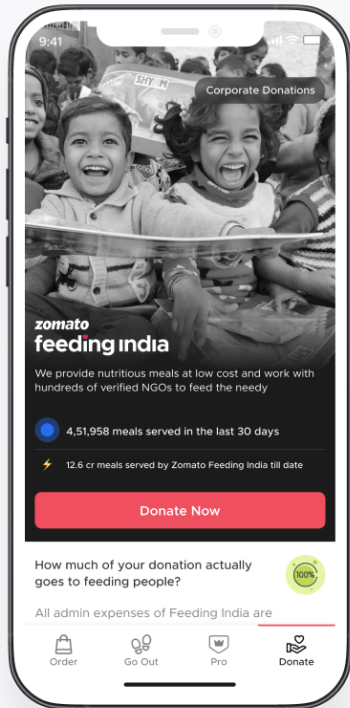 9:41
SHYAM
Corporate Donations
zomato
feeding india
We provide nutritious meals at low cost and work with
hundreds of verified NGOs to feed the needy
4,51,958 meals served in the last 30 days
12.6 cr meals served by Zomato Feeding India till date
Donate Now
How much of your donation actually
goes to feeding people?
100%
All admin expenses of Feeding India are
Order
Go Out
Pro
Donate